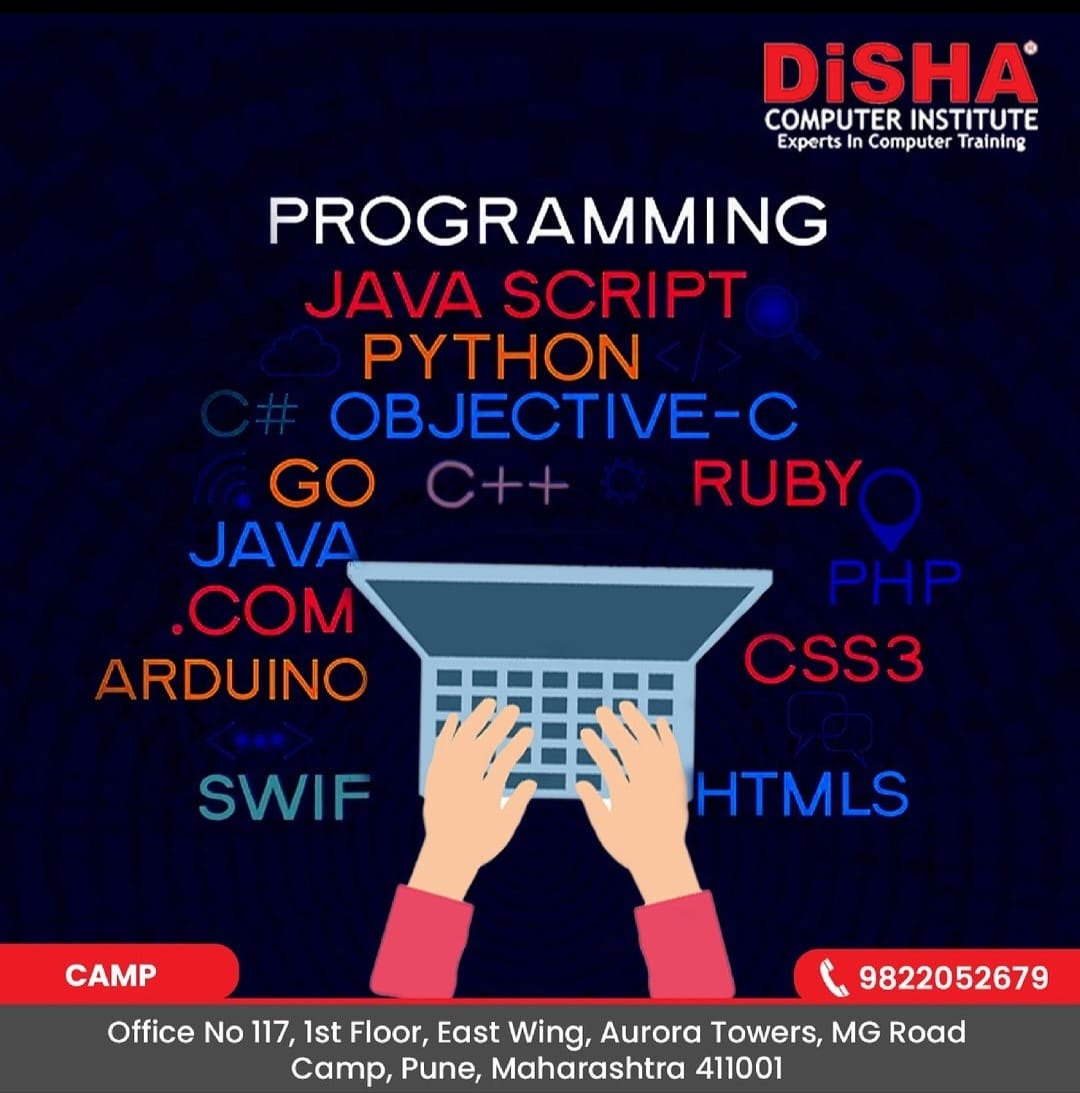 DiSHA®
COMPUTER INSTITUTE
Experts In Computer Training
PROGRAMMING
JAVA SCRIPT
PYTHON </>
C# OBJECTIVE-C
GO C++ RUBY
JAVA
PHP
.COM
CSS3
ARDUINO
SWIF
HTMLS
CAMP
9822052679
Office No 117, 1st Floor, East Wing, Aurora Towers, MG Road
Camp, Pune, Maharashtra 411001